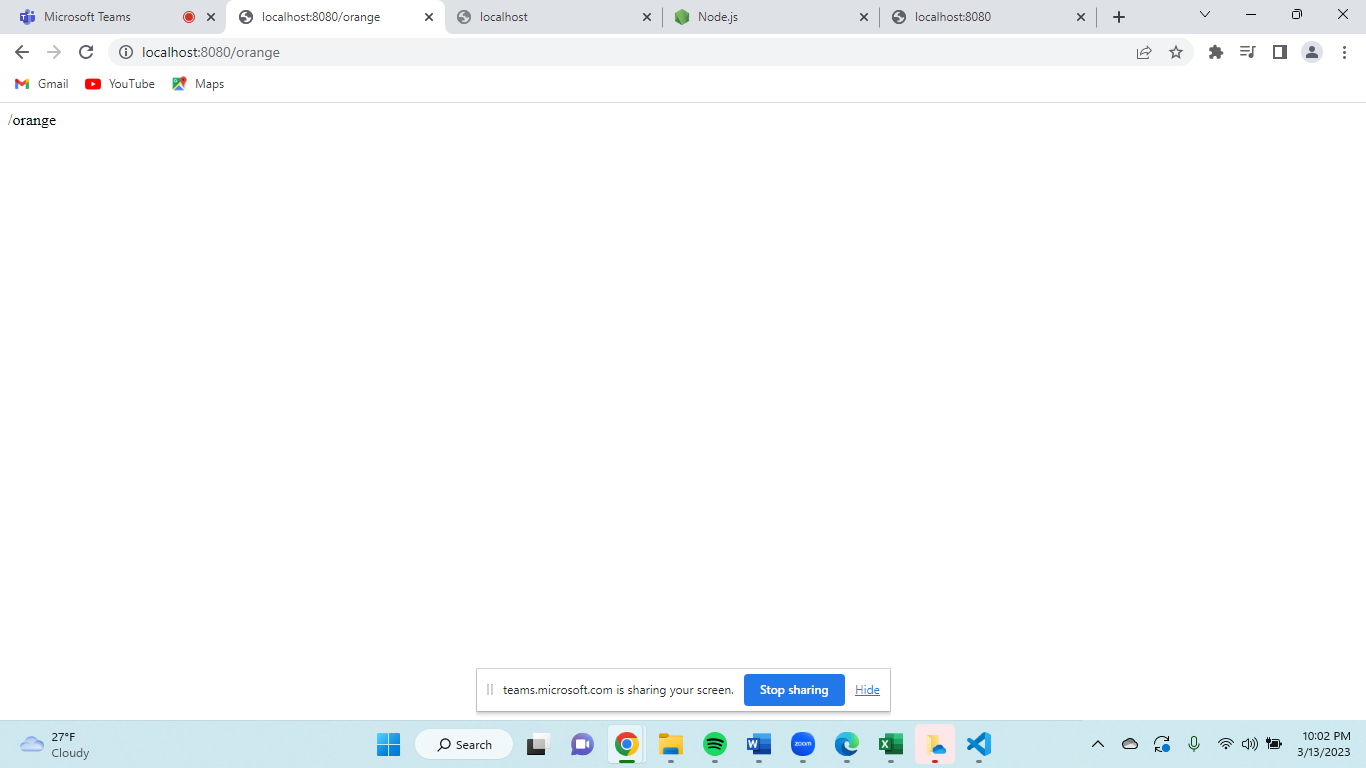 Microsoft Teams
localhost:8080/orange
localhost
Node.js
localhost:8080
localhost:8080/orange
Gmail
YouTube
Maps
/orange
teams.microsoft.com is sharing your screen.
Stop sharing
Hide
27°F
Cloudy
Search
zoom
10:02 PM
3/13/2023